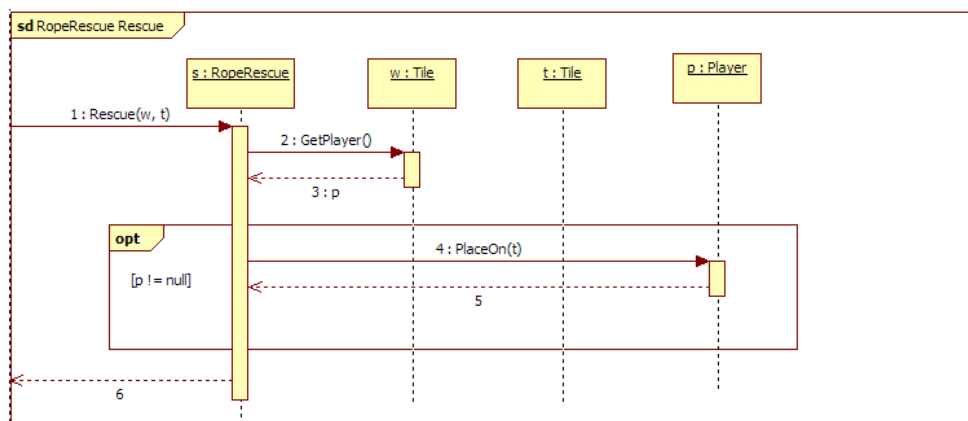 sd RopeRescue Rescue
s : RopeRescue
w : Tile
t : Tile
p : Player
1 : Rescue(w, t)
2 : GetPlayer()
3 : p
opt
4 : PlaceOn(t)
[p != null]
5
6